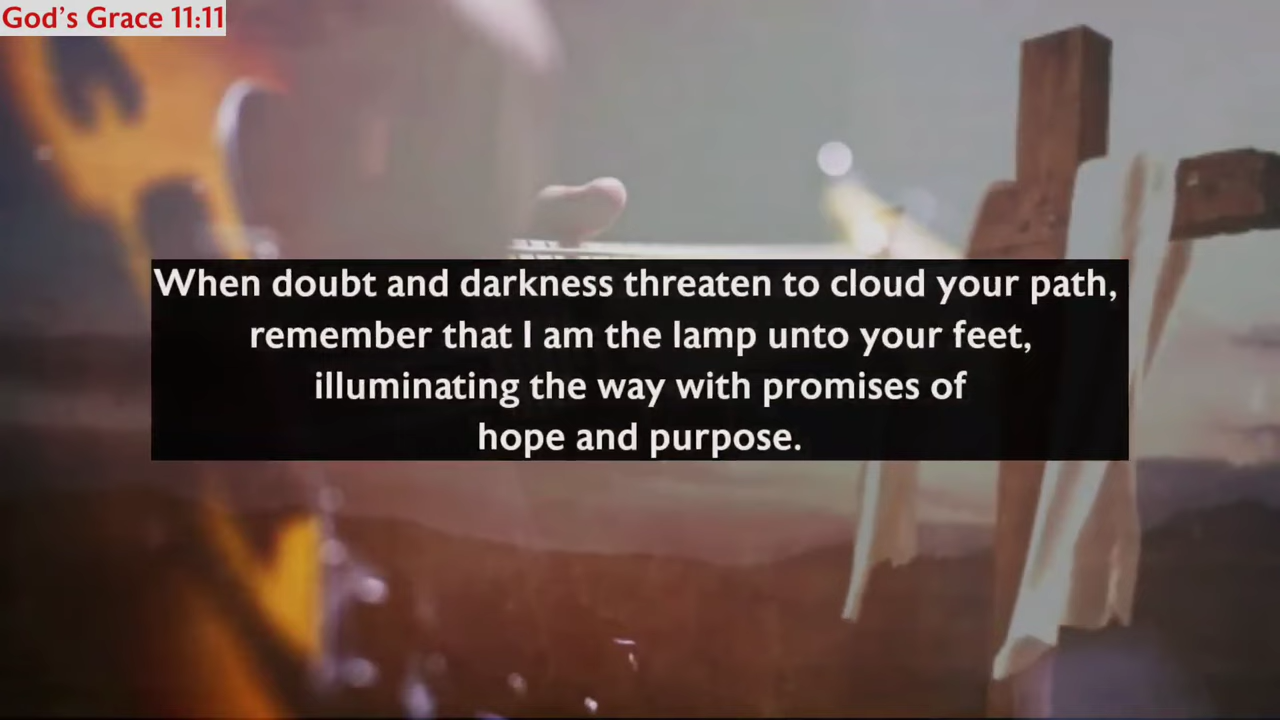 God's Grace 11:11
When doubt and darkness threaten to cloud your path,
remember that I am the lamp unto your feet,
illuminating the way with promises of
hope and purpose.